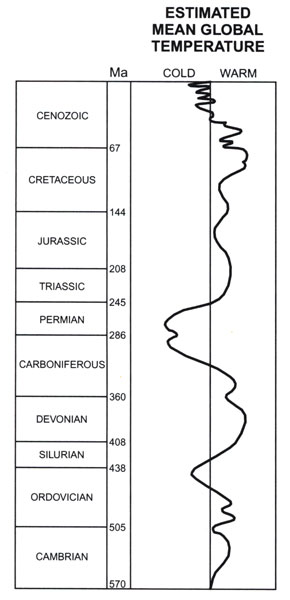 ESTIMATED
MEAN GLOBAL
TEMPERATURE
Ma COLD WARM
CENOZOIC
67
CRETACEOUS
144
JURASSIC
208
TRIASSIC
245
PERMIAN
286
CARBONIFEROUS
360
DEVONIAN
408
SILURIAN
438
ORDOVICIAN
505
CAMBRIAN
570